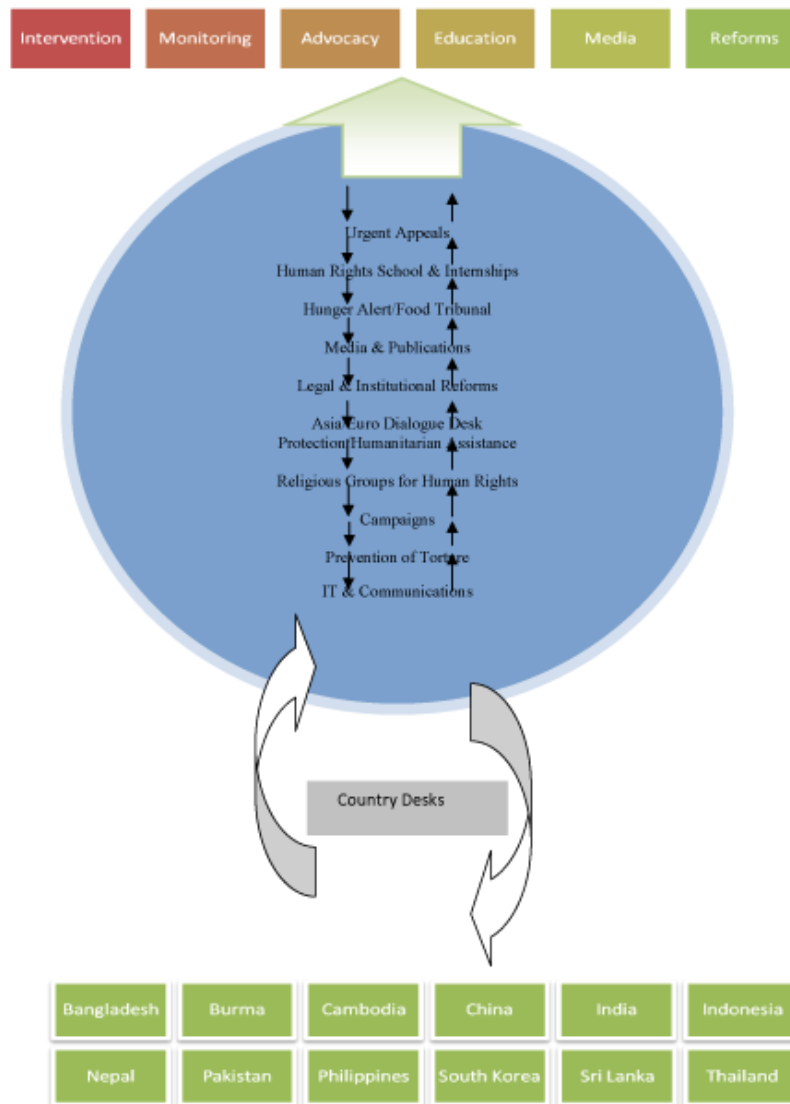 Intervention Monitoring Advocacy Education Media Reforms
Urgent Appeals
Human Rights School & Internships
Hunger Alert/Food Tribunal
Media & Publications
Legal & Institutional Reforms
Asia/Euro Dialogue Desk
Protection Humanitarian Assistance
Religious Groups for Human Rights
Campaigns
Prevention of Torture
IT & Communications
Country Desks
Bangladesh Burma Cambodia China India Indonesia
Nepal Pakistan Philippines South Korea Sri Lanka Thailand